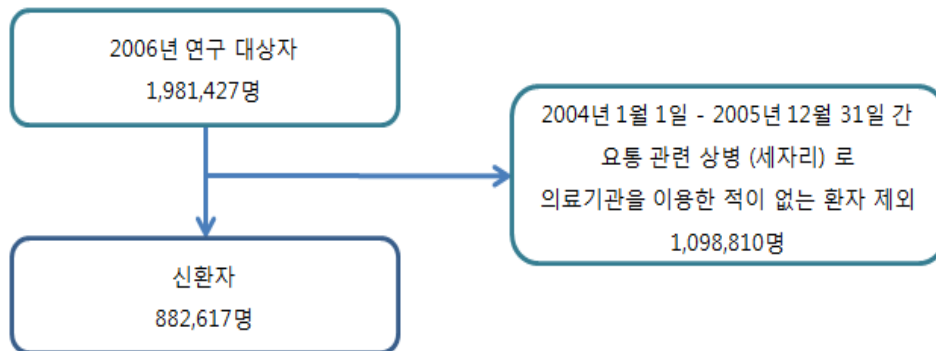 2006년 연구 대상자
1,981,427명
2004년 1월 1일 - 2005년 12월 31일 간
요통 관련 상병 (세자리) 로
의료기관을 이용한 적이 없는 환자 제외
1,098,810명
신환자
882,617명